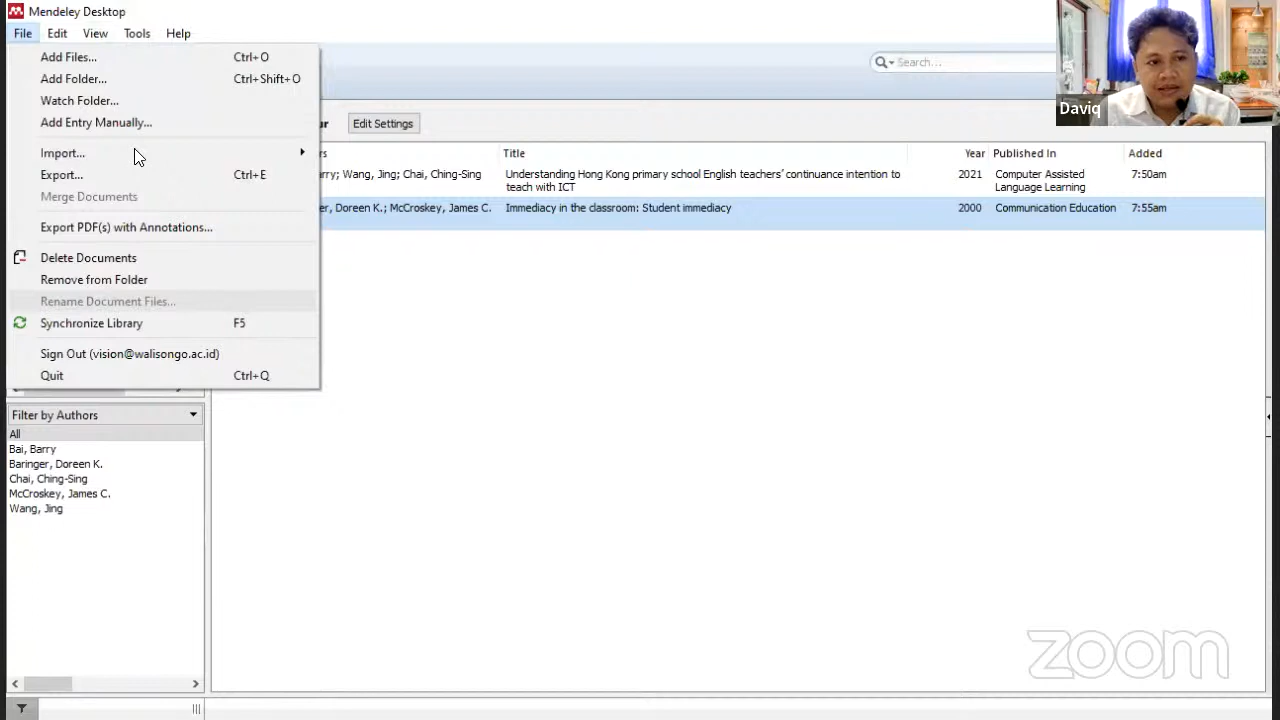 Mendeley Desktop
File Edit View Tools Help
Add Files... Ctrl+O
Add Folder... Ctrl+Shift+O
Watch Folder...
Add Entry Manually...
Import...
Export... Ctrl+E
Merge Documents
Export PDF(s) with Annotations...
Delete Documents
Remove from Folder
Rename Document Files...
Synchronize Library F5
Sign Out (vision@walisongo.ac.id)
Quit Ctrl+Q
Search...
Daviq
Edit Settings
Title Year Published In Added
rry; Wang, Jing; Chai, Ching-Sing
Understanding Hong Kong primary school English teachers' continuance intention to
teach with ICT
2021
Computer Assisted
Language Learning
7:50am
er, Doreen K.; McCroskey, James C. Immediacy in the classroom: Student immediacy 2000 Communication Education 7:55am
Filter by Authors
All
Bai, Barry
Baringer, Doreen K.
Chai, Ching-Sing
McCroskey, James C.
Wang, Jing
zoom